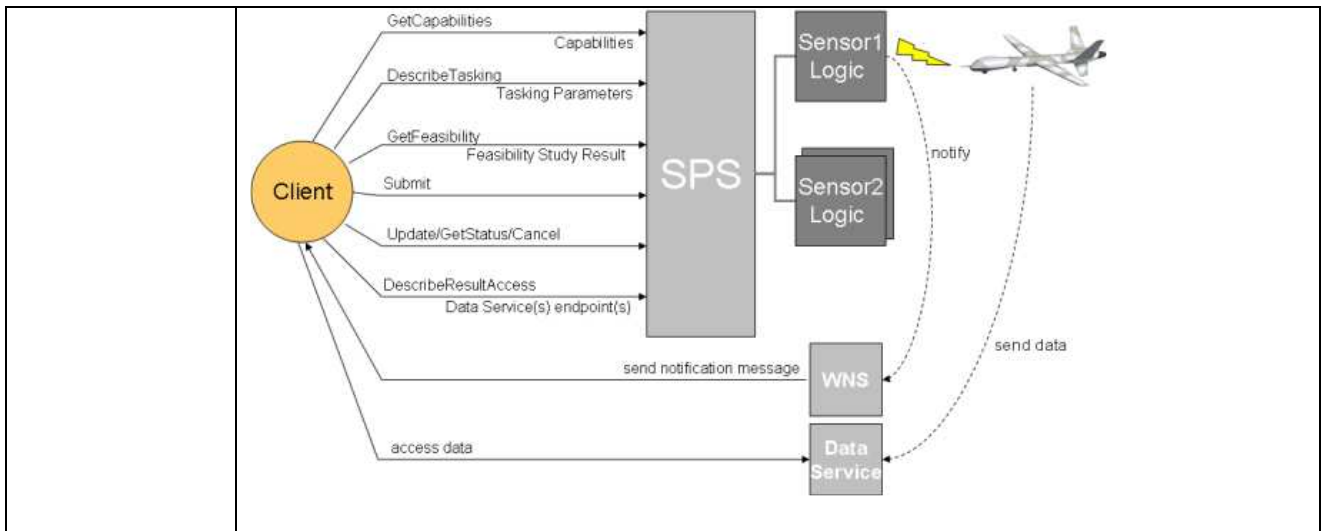 GetCapabilities
Capabilities
DescribeTasking
Tasking Parameters
GetFeasibility
Feasibility Study Result
Submit
Update/GetStatus/Cancel
DescribeResultAccess
Data Service(s) endpoint(s)
Client
SPS
Sensor1
Logic
Sensor2
Logic
notify
send data
send notification message
WNS
access data
Data
Service